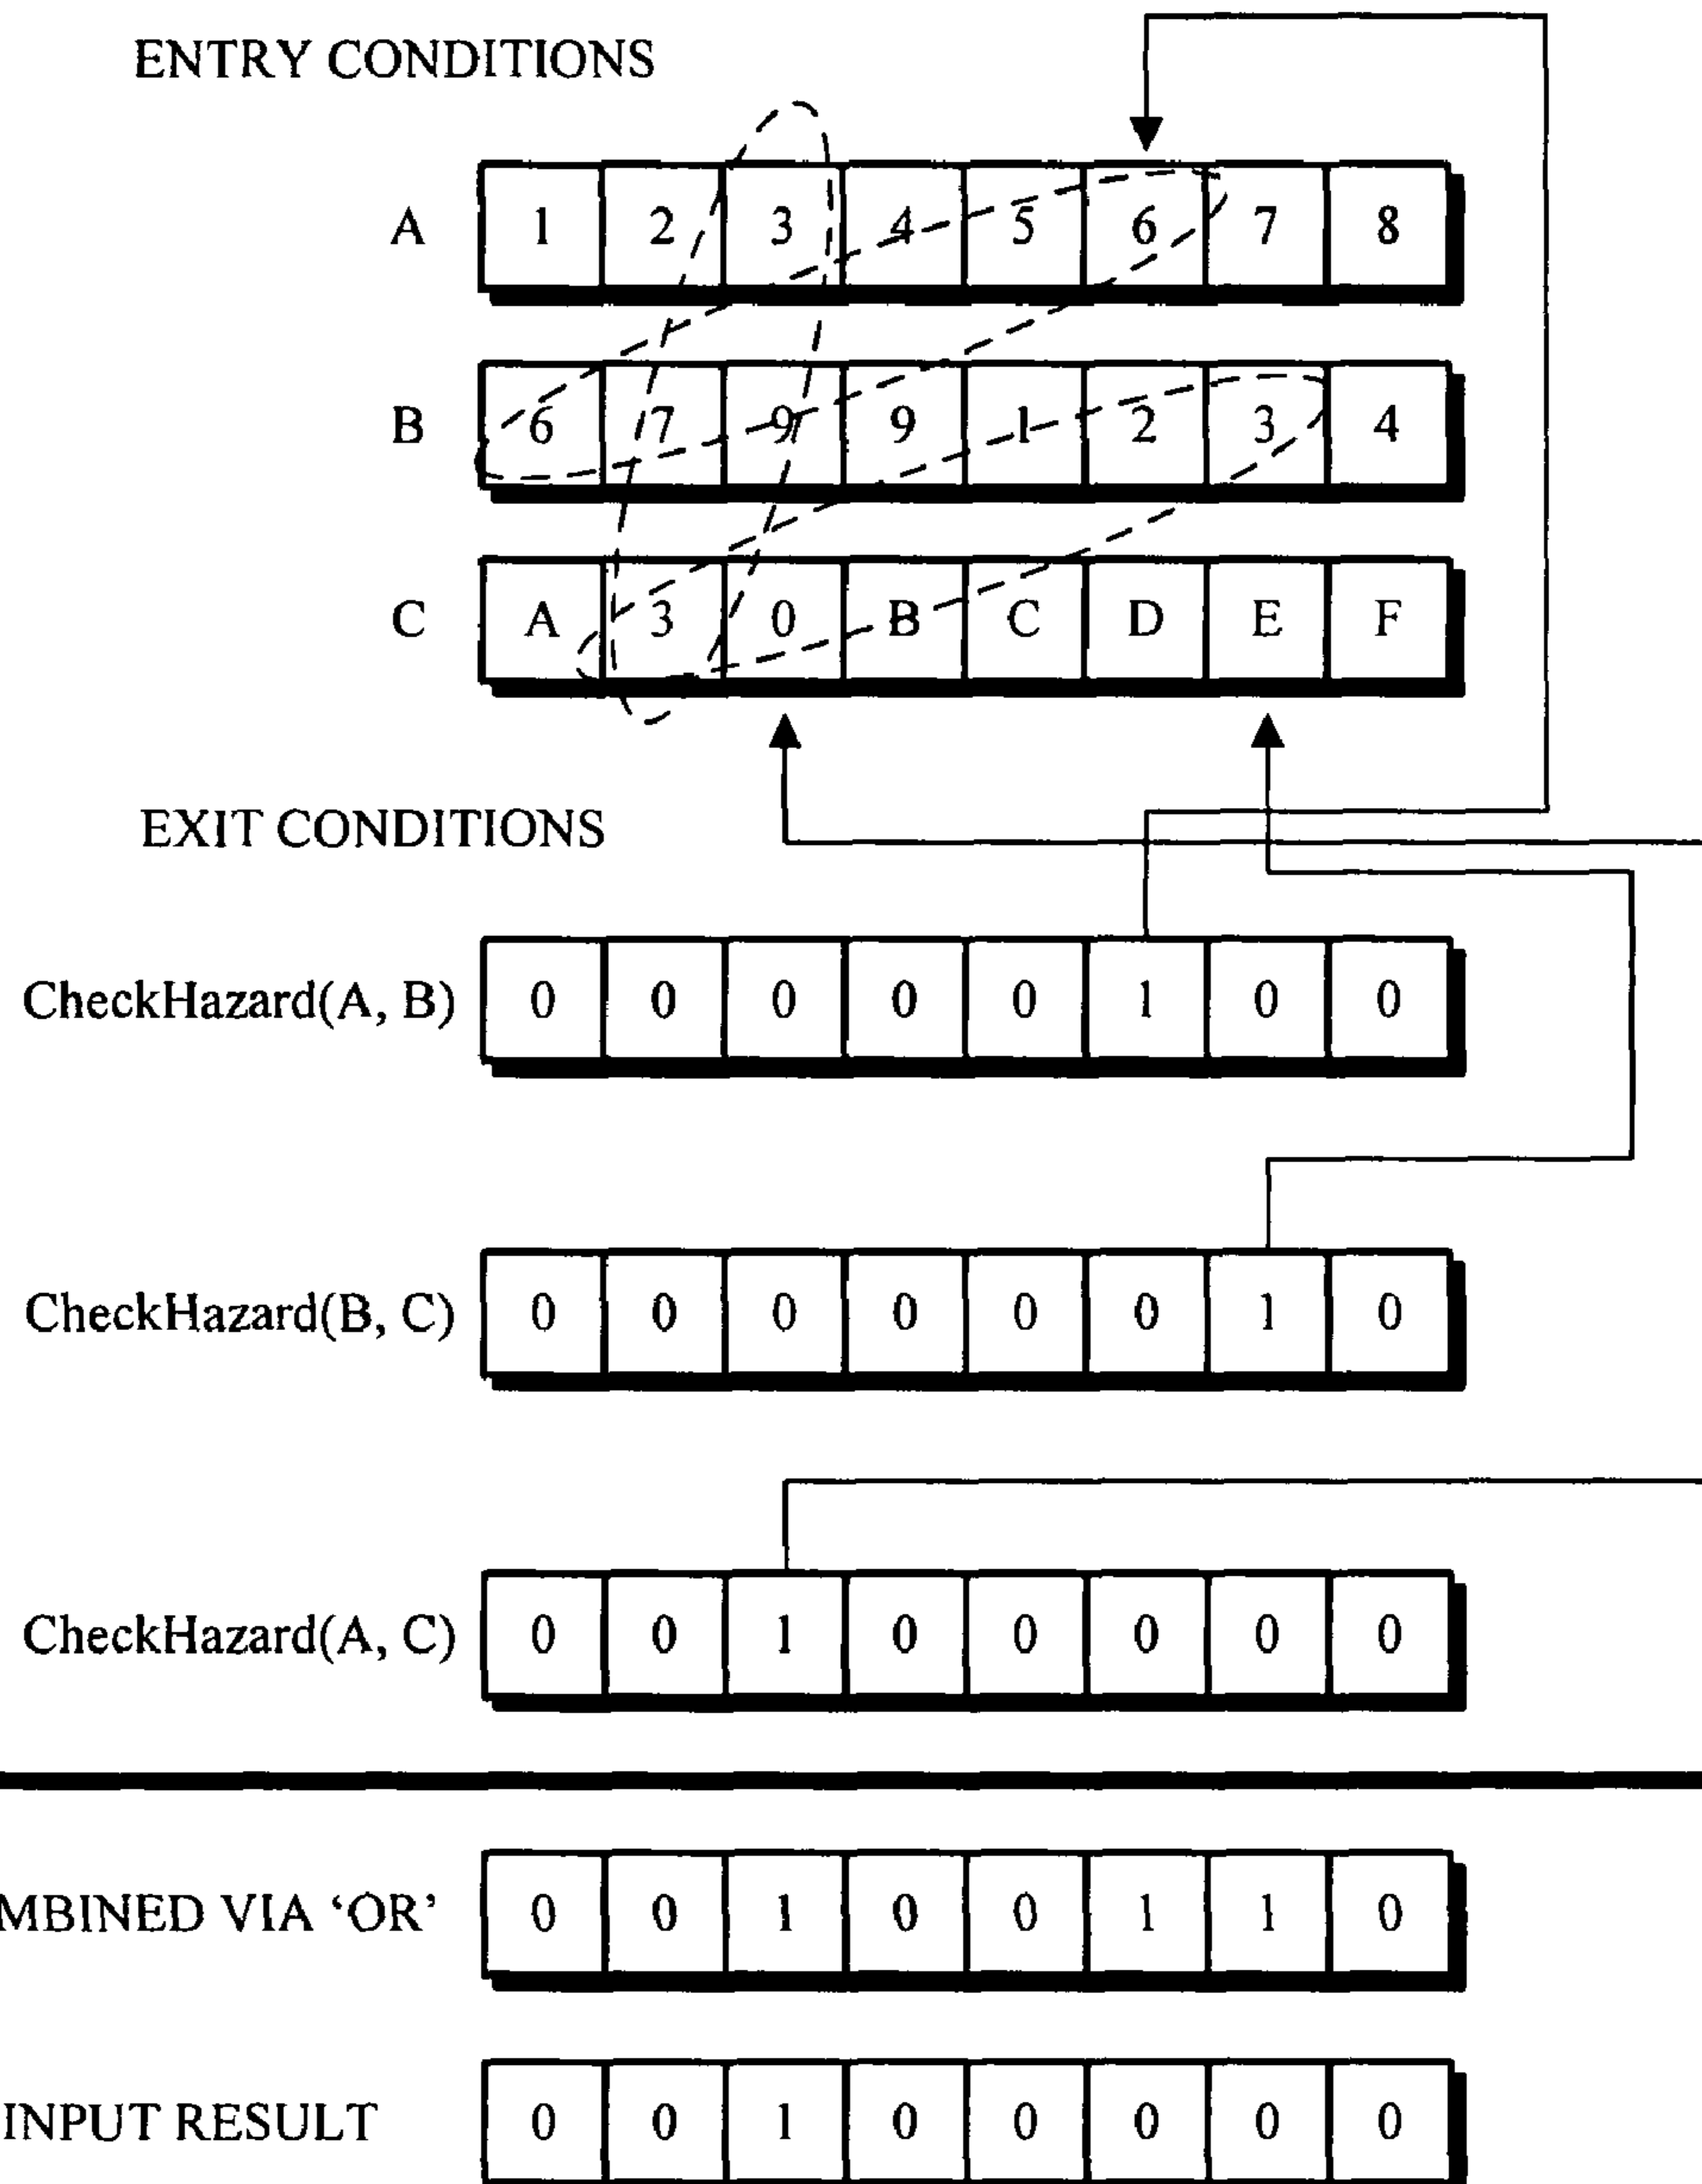 ENTRY CONDITIONS
A 1 2 3 4 5 6 7 8
B 6 7 9 9 1 2 3 4
C A 3 0 B C D E F
EXIT CONDITIONS
CheckHazard(A, B) 0 0 0 0 0 1 0 0
CheckHazard(B, C) 0 0 0 0 0 0 1 0
CheckHazard(A, C) 0 0 1 0 0 0 0 0
MBINED VIA ‘OR’ 0 0 1 0 0 1 1 0
INPUT RESULT 0 0 1 0 0 0 0 0